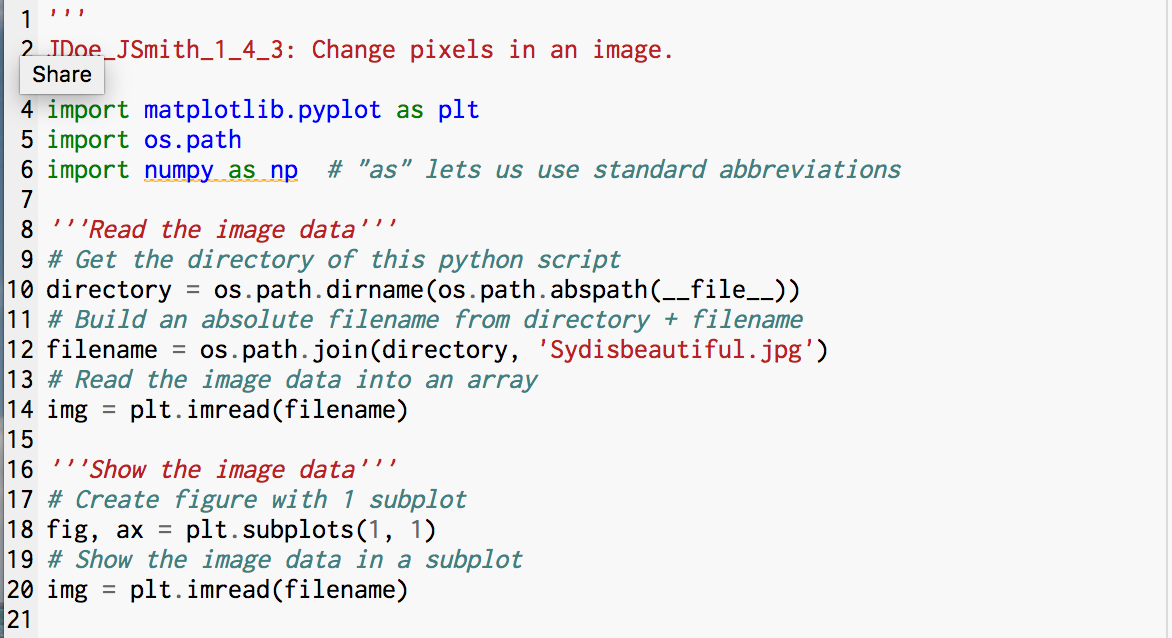 1 '''
2 JDoe_JSmith_1_4_3: Change pixels in an image.
Share
4 import matplotlib.pyplot as plt
5 import os.path
6 import numpy as np  # "as" lets us use standard abbreviations
7
8 '''Read the image data'''
9 # Get the directory of this python script
10 directory = os.path.dirname(os.path.abspath(__file__))
11 # Build an absolute filename from directory + filename
12 filename = os.path.join(directory, 'Sydisbeautiful.jpg')
13 # Read the image data into an array
14 img = plt.imread(filename)
15
16 '''Show the image data'''
17 # Create figure with 1 subplot
18 fig, ax = plt.subplots(1, 1)
19 # Show the image data in a subplot
20 img = plt.imread(filename)
21